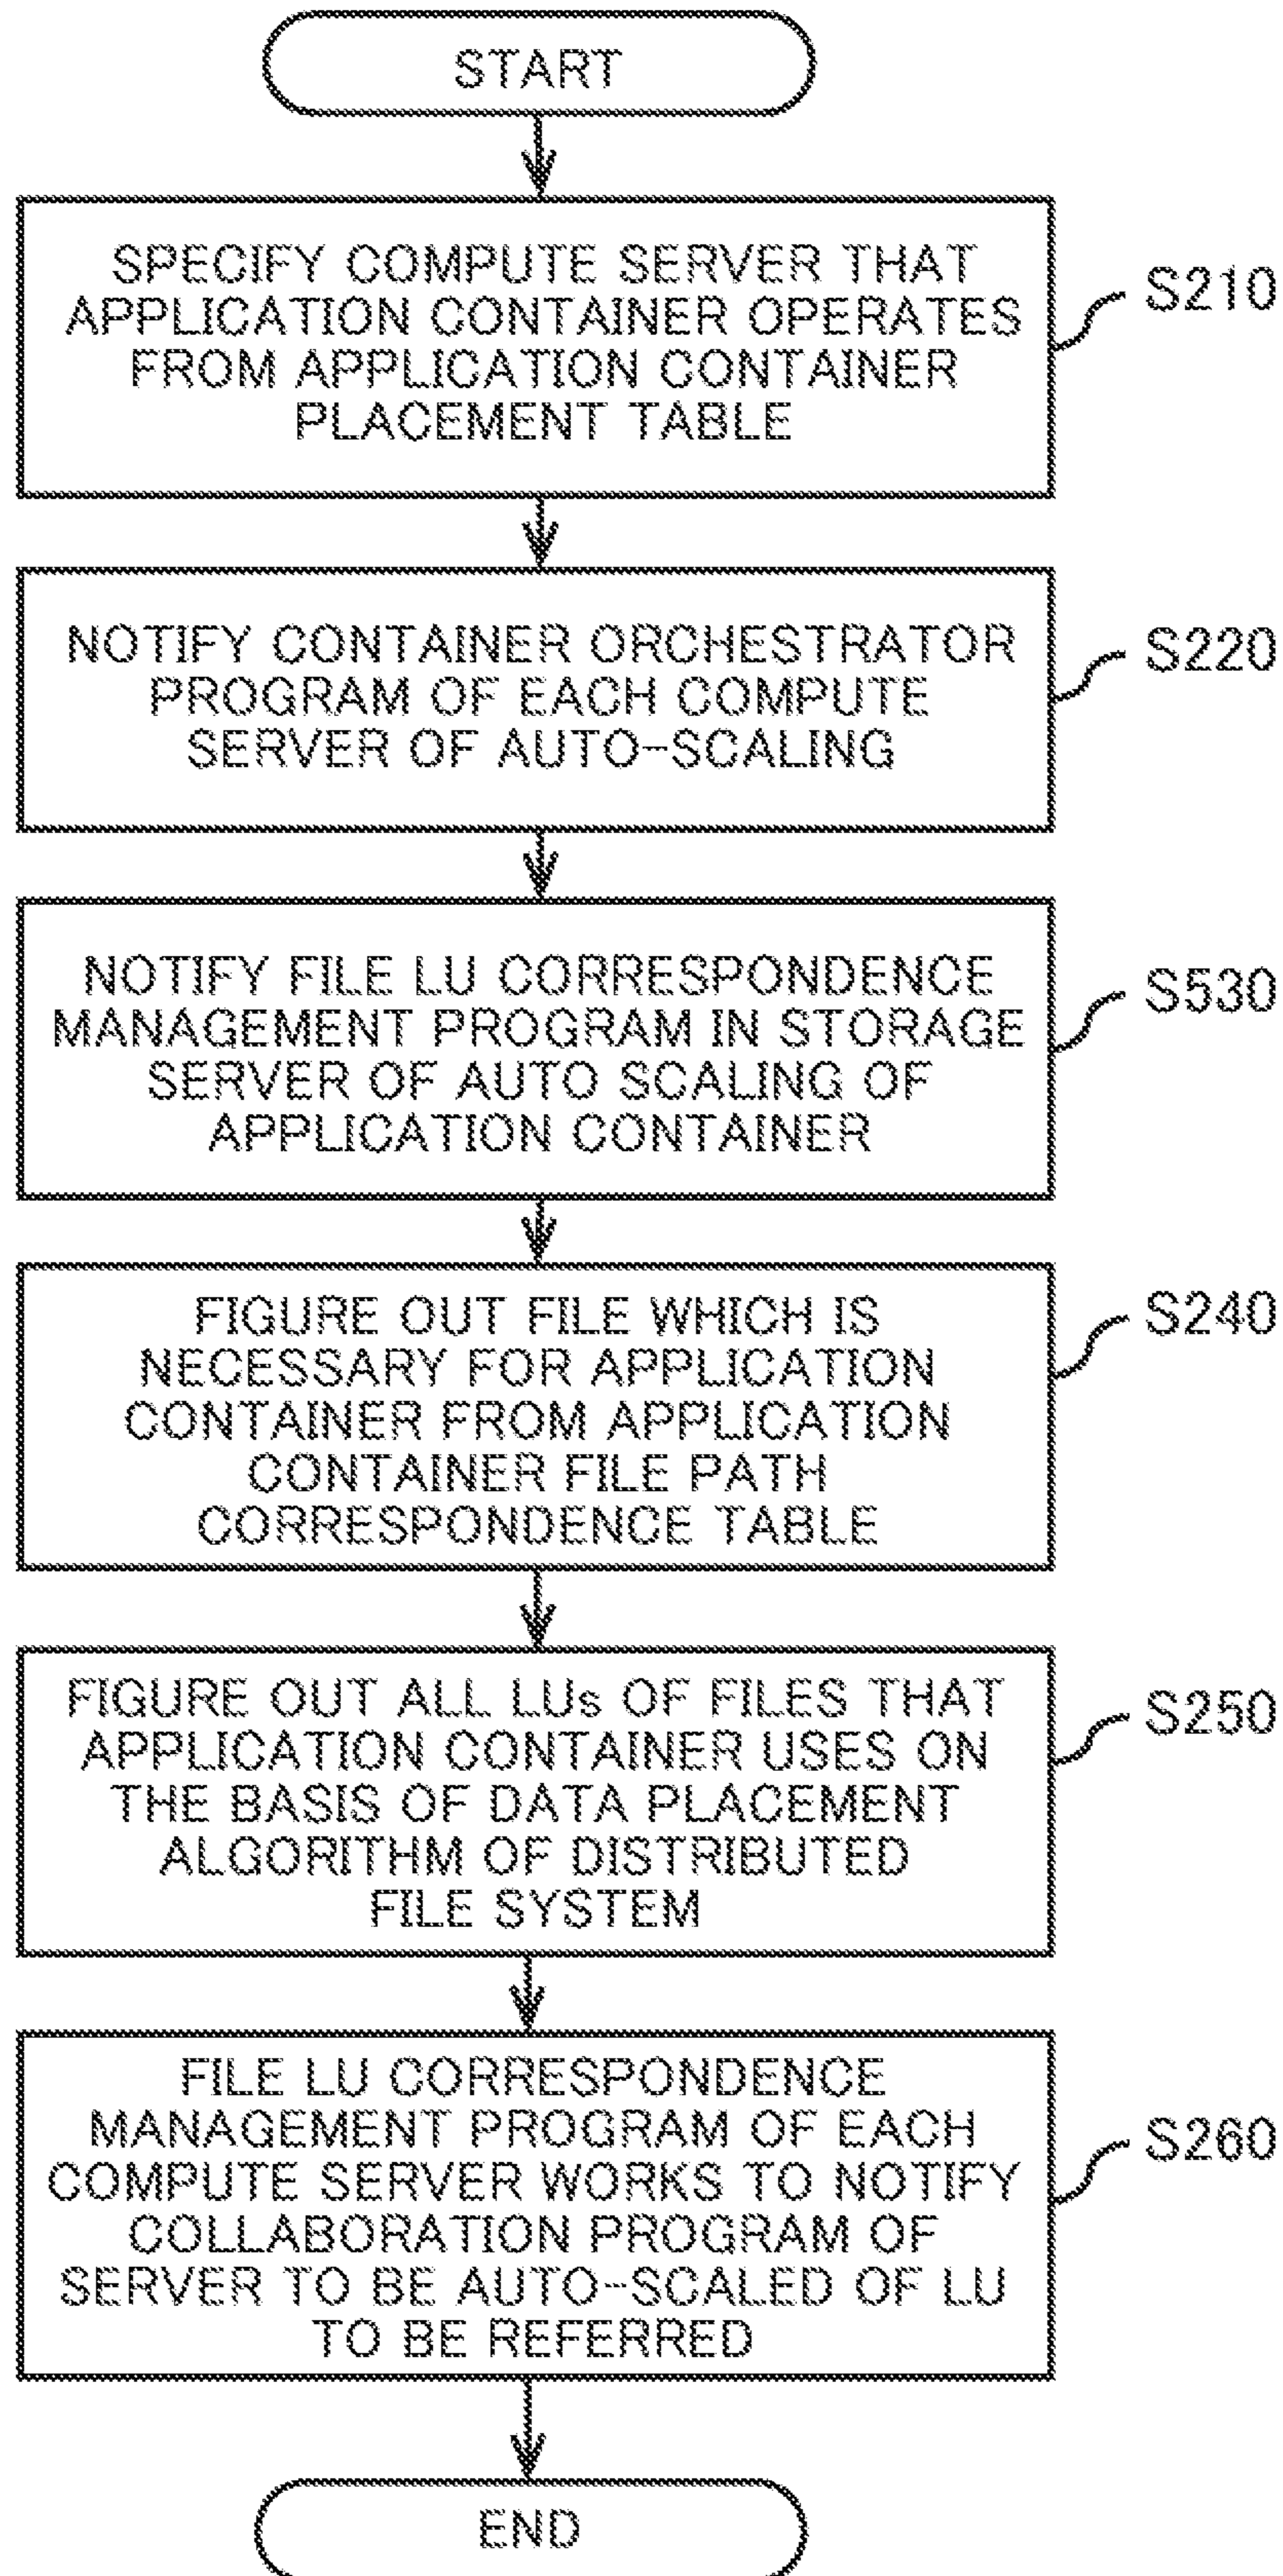 START
SPECIFY COMPUTE SERVER THAT
APPLICATION CONTAINER OPERATES
FROM APPLICATION CONTAINER
PLACEMENT TABLE
S210
NOTIFY CONTAINER ORCHESTRATOR
PROGRAM OF EACH COMPUTE
SERVER OF AUTO-SCALING
S220
NOTIFY FILE LU CORRESPONDENCE
MANAGEMENT PROGRAM IN STORAGE
SERVER OF AUTO SCALING OF
APPLICATION CONTAINER
S530
FIGURE OUT FILE WHICH IS
NECESSARY FOR APPLICATION
CONTAINER FROM APPLICATION
CONTAINER FILE PATH
CORRESPONDENCE TABLE
S240
FIGURE OUT ALL LUs OF FILES THAT
APPLICATION CONTAINER USES ON
THE BASIS OF DATA PLACEMENT
ALGORITHM OF DISTRIBUTED
FILE SYSTEM
S250
FILE LU CORRESPONDENCE
MANAGEMENT PROGRAM OF EACH
COMPUTE SERVER WORKS TO NOTIFY
COLLABORATION PROGRAM OF
SERVER TO BE AUTO-SCALED OF LU
TO BE REFERRED
S260
END